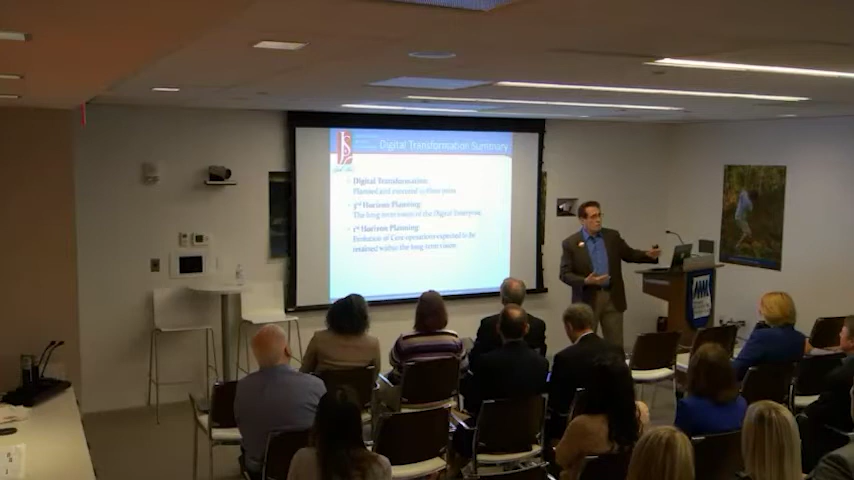 Digital Transformation Summary
Digital Transformation:
Planned and executed in three years
3rd Horizon Planning:
The long term vision of the Digital Enterprise
1st Horizon Planning:
Evolution of Core operations expected to be
retained within the long term vision